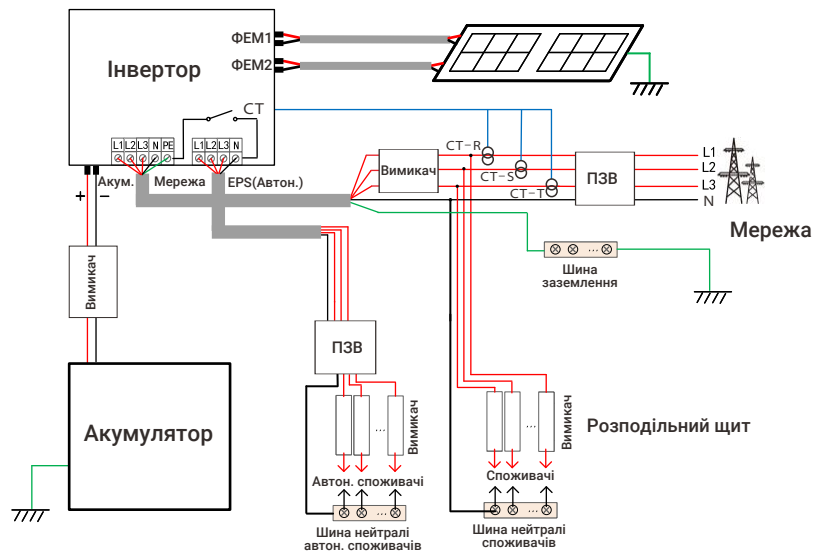 ФЕМ1
Інвертор
ФЕМ2
CT
L1 L2 L3 N PE
L1 L2 L3 N
Акум.
Мережа
EPS(Автон.)
+ −
CT-R
CT-S
CT-T
Вимикач
ПЗВ
L1
L2
L3
N
Мережа
...
Шина
заземлення
Вимикач
ПЗВ
Акумулятор
...
Вимикач
...
Вимикач
Розподільний щит
Автон. споживачі
Споживачі
...
...
Шина нейтралі
автон. споживачів
Шина нейтралі
споживачів